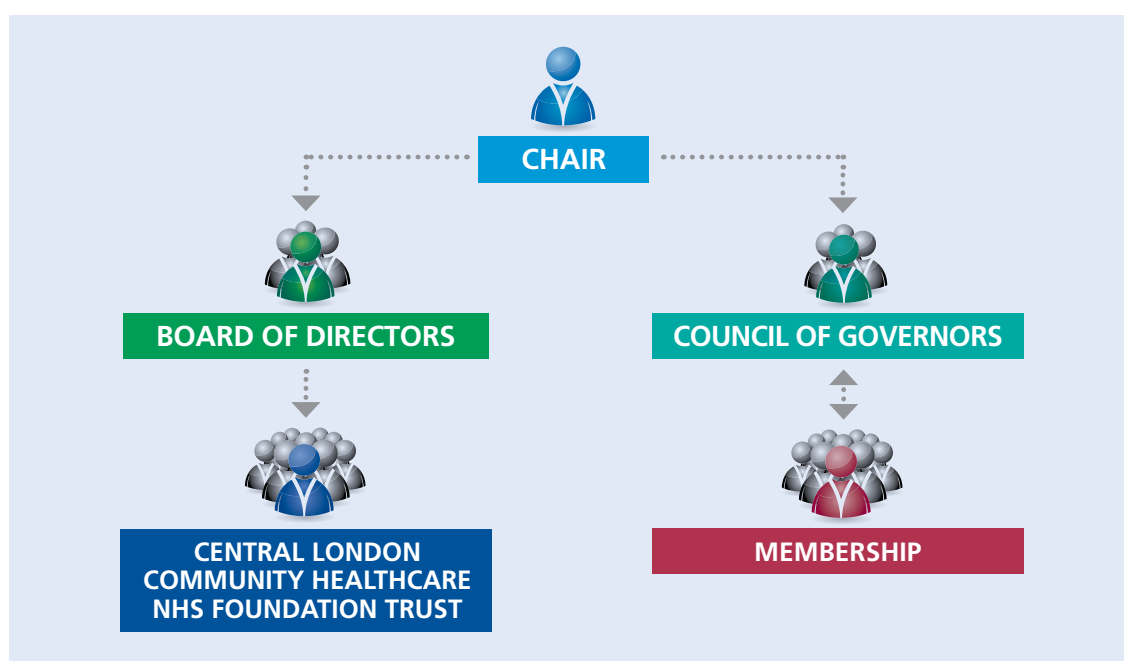 CHAIR
BOARD OF DIRECTORS
COUNCIL OF GOVERNORS
CENTRAL LONDON
COMMUNITY HEALTHCARE
NHS FOUNDATION TRUST
MEMBERSHIP